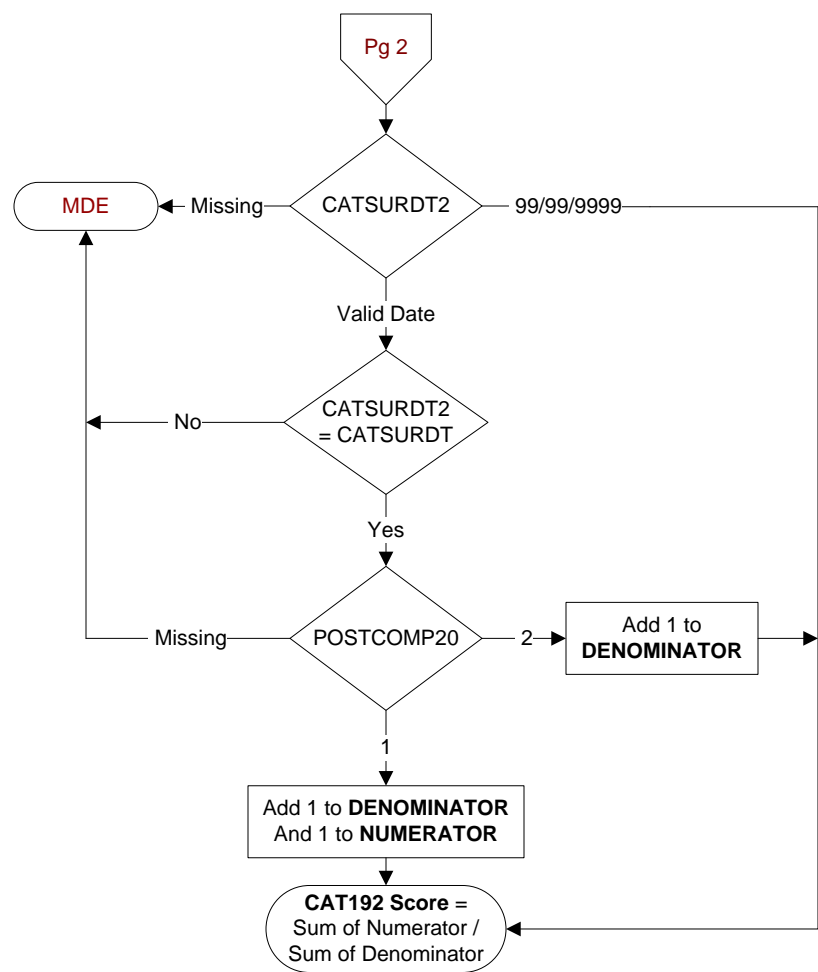 Pg 2
CATSURDT2
MDE
Missing
99/99/9999
Valid Date
CATSURDT2
= CATSURDT
No
Yes
POSTCOMP20
Missing
2
Add 1 to
DENOMINATOR
1
Add 1 to DENOMINATOR
And 1 to NUMERATOR
CAT192 Score =
Sum of Numerator /
Sum of Denominator